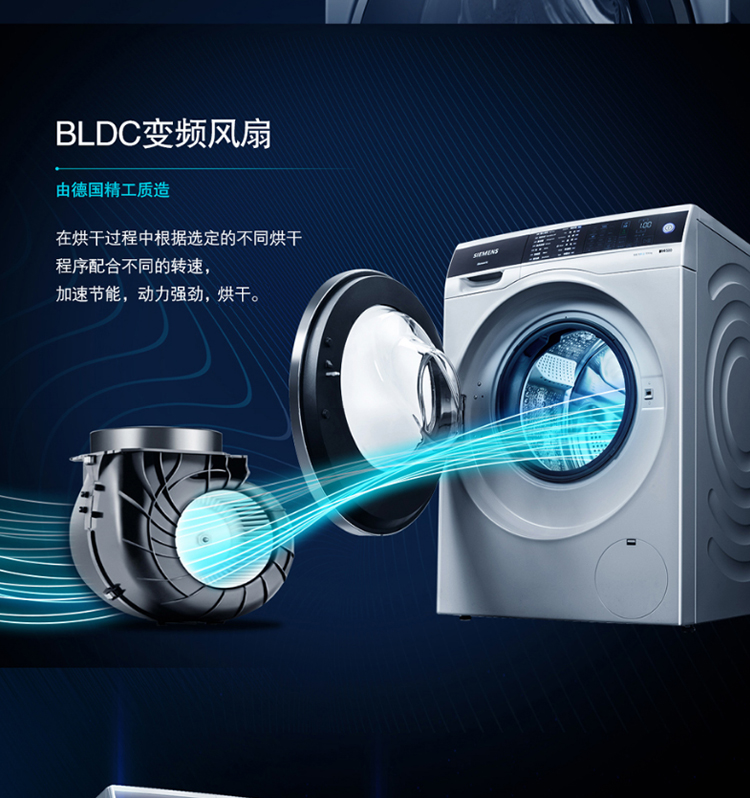 BLDC变频风扇
由德国精工质造
在烘干过程中根据选定的不同烘干
程序配合不同的转速，
加速节能，动力强劲，烘干。
SIEMENS
1:00